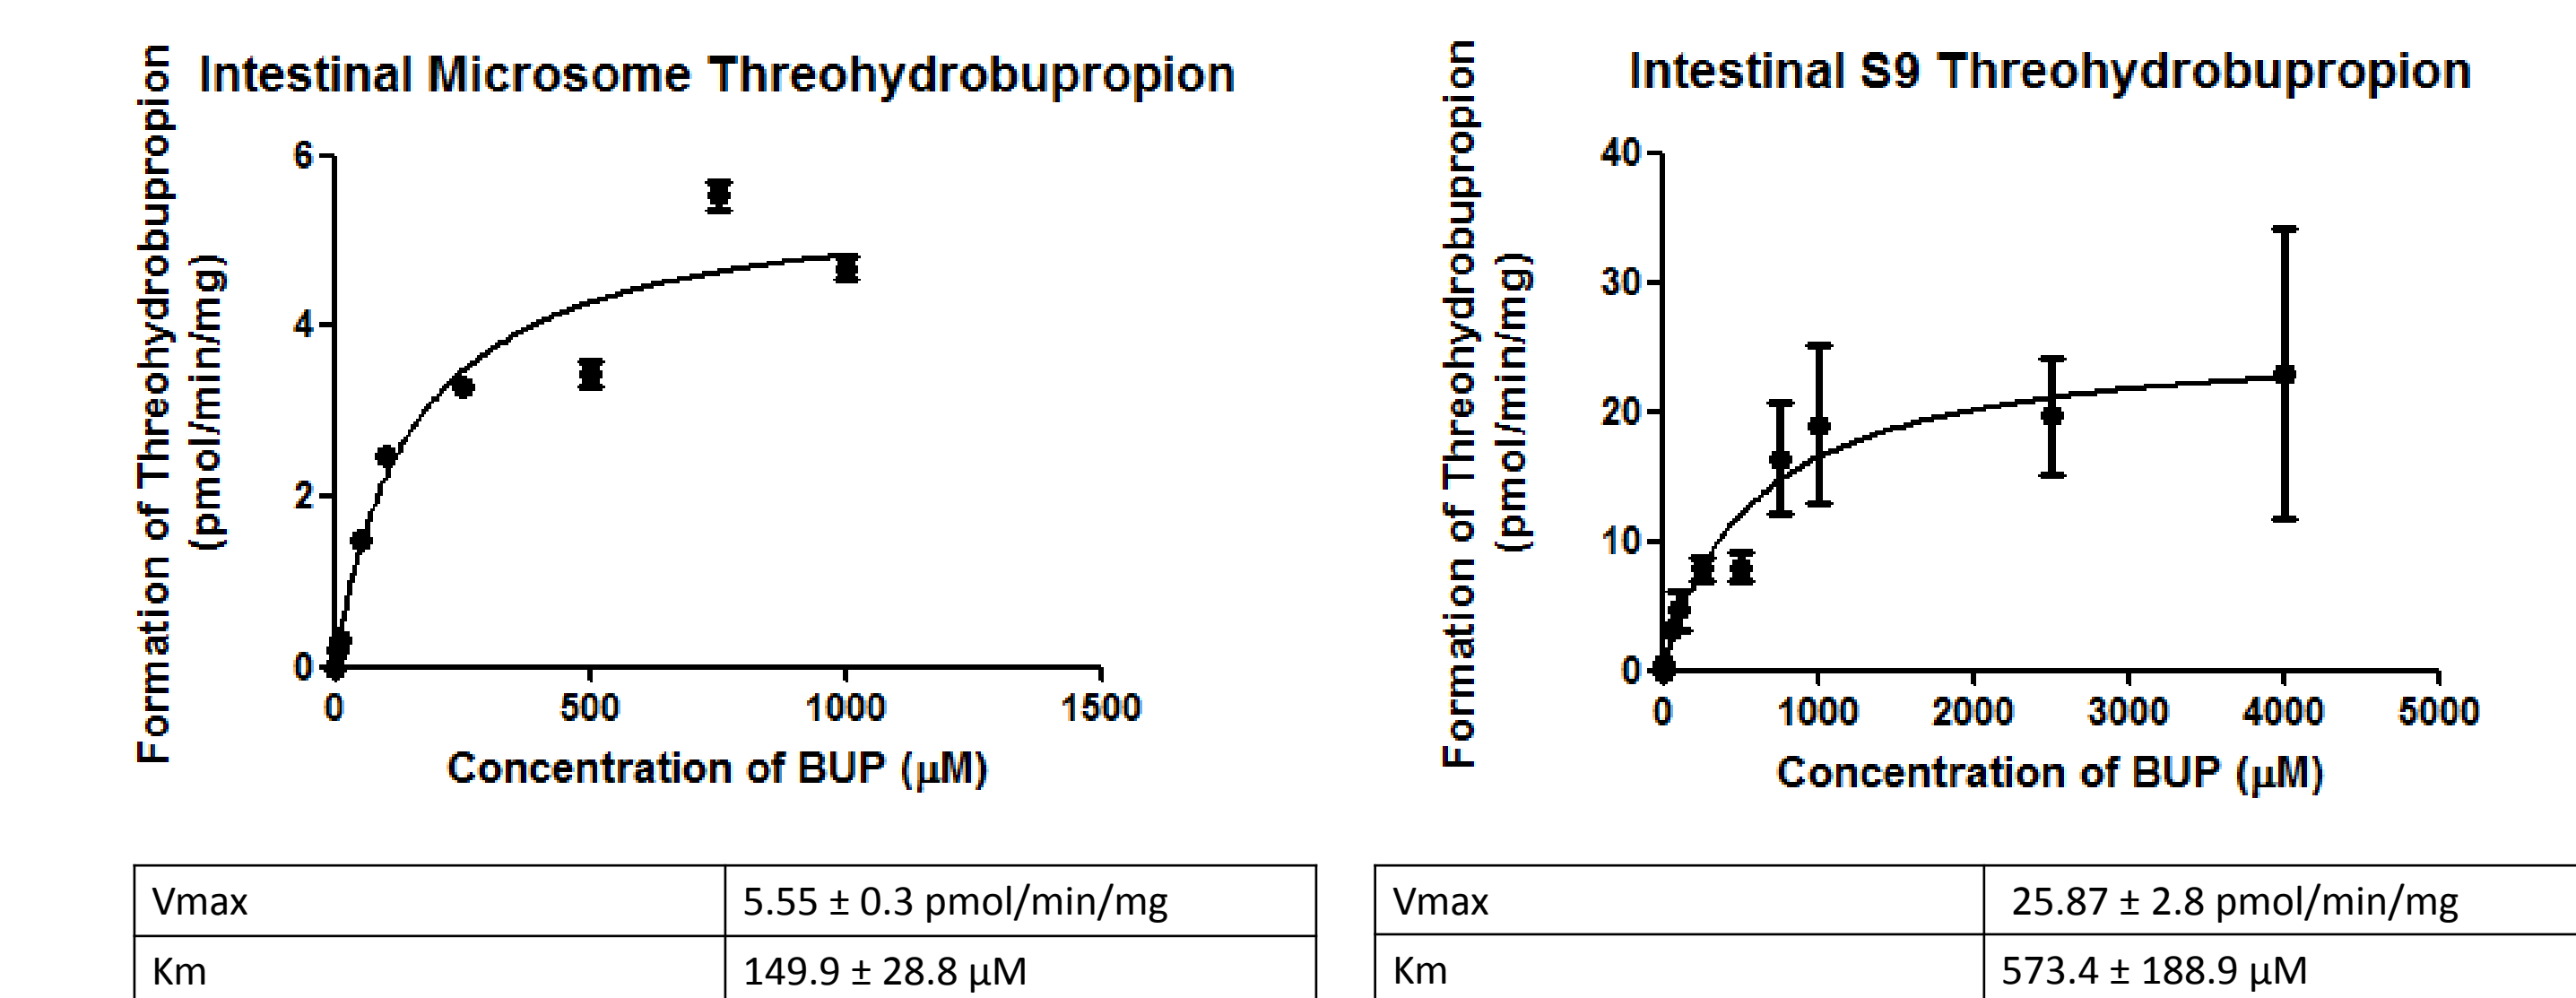 Intestinal Microsome Threohydrobupropion
Formation of Threohydrobupropion
(pmol/min/mg)
6
4
2
0
0 500 1000 1500
Concentration of BUP (μM)
Vmax 5.55 ± 0.3 pmol/min/mg
Km 149.9 ± 28.8 μM
Intestinal S9 Threohydrobupropion
Formation of Threohydrobupropion
(pmol/min/mg)
40
30
20
10
0
0 1000 2000 3000 4000 5000
Concentration of BUP (μM)
Vmax 25.87 ± 2.8 pmol/min/mg
Km 573.4 ± 188.9 μM